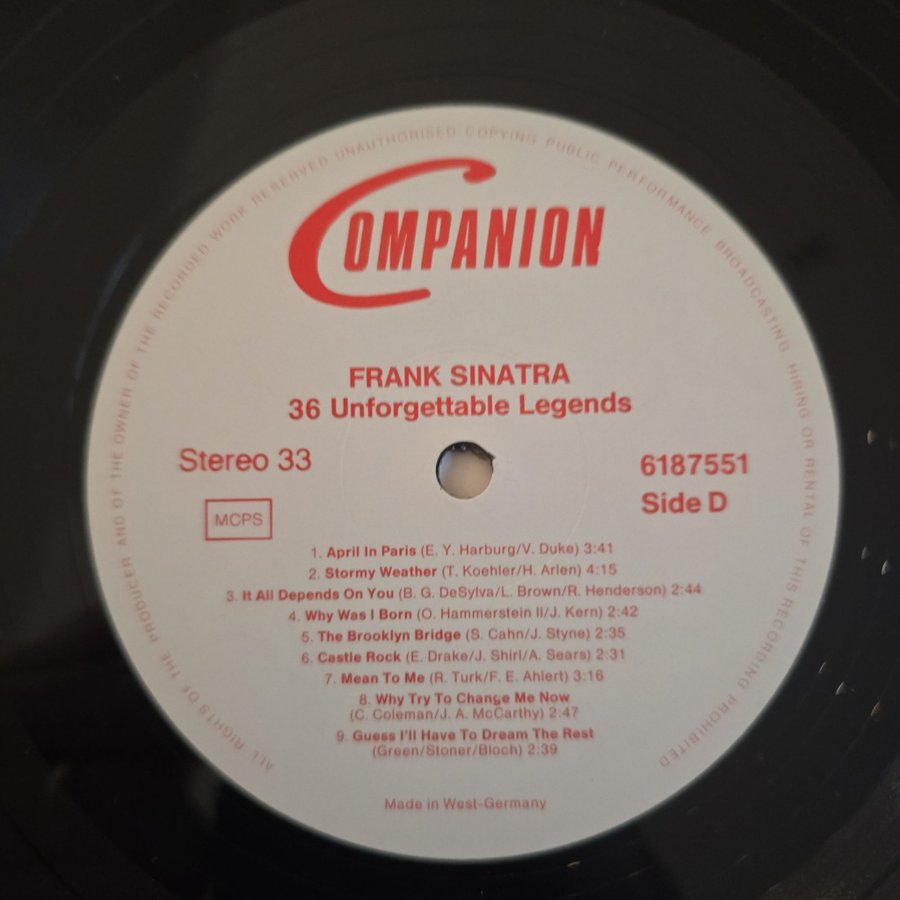 ALL RIGHTS OF THE PRODUCER AND OF THE OWNER OF THE RECORDED WORK RESERVED UNAUTHORISED COPYING PUBLIC PERFORMANCE BROADCASTING HIRING OR RENTAL OF THIS RECORDING PROHIBITED
COMPANION
FRANK SINATRA
36 Unforgettable Legends
Stereo 33
6187551
Side D
MCPS
1. April In Paris (E. Y. Harburg/V. Duke) 3:41
2. Stormy Weather (T. Koehler/H. Arlen) 4:15
3. It All Depends On You (B. G. DeSylva/L. Brown/R. Henderson) 2:44
4. Why Was I Born (O. Hammerstein II/J. Kern) 2:42
5. The Brooklyn Bridge (S. Cahn/J. Styne) 2:35
6. Castle Rock (E. Drake/J. Shirl/A. Sears) 2:31
7. Mean To Me (R. Turk/F. E. Ahlert) 3:16
8. Why Try To Change Me Now
(C. Coleman/J. A. McCarthy) 2:47
9. Guess I'll Have To Dream The Rest
(Green/Stoner/Bloch) 2:39
Made in West-Germany